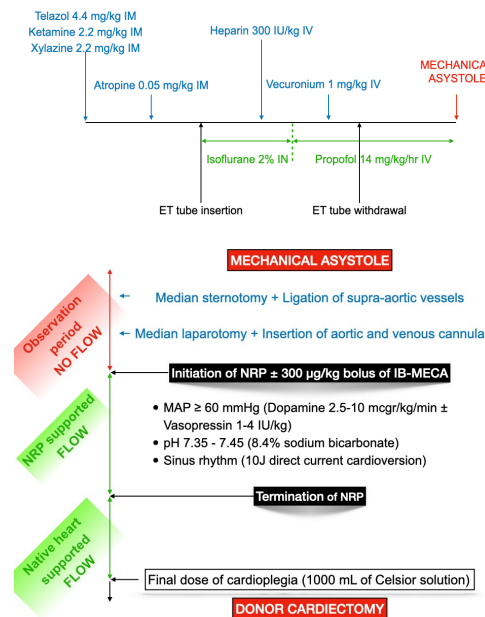 Telazol 4.4 mg/kg IM
Ketamine 2.2 mg/kg IM
Xylazine 2.2 mg/kg IM
Heparin 300 IU/kg IV
MECHANICA
ASYSTOLE
Atropine 0.05 mg/kg IM
Vecuronium 1 mg/kg IV
Isoflurane 2% IN
Propofol 14 mg/kg/hr IV
ET tube insertion
ET tube withdrawal
MECHANICAL ASYSTOLE
Observation
period
NO FLOW
Median sternotomy + Ligation of supra-aortic vessels
Median laparotomy + Insertion of aortic and venous cannula
Initiation of NRP ± 300 µg/kg bolus of IB-MECA
NRP supported
FLOW
• MAP ≥ 60 mmHg (Dopamine 2.5-10 mcgr/kg/min ±
Vasopressin 1-4 IU/kg)
• pH 7.35 - 7.45 (8.4% sodium bicarbonate)
• Sinus rhythm (10J direct current cardioversion)
Termination of NRP
Native heart
supported
FLOW
Final dose of cardioplegia (1000 mL of Celsior solution)
DONOR CARDIECTOMY